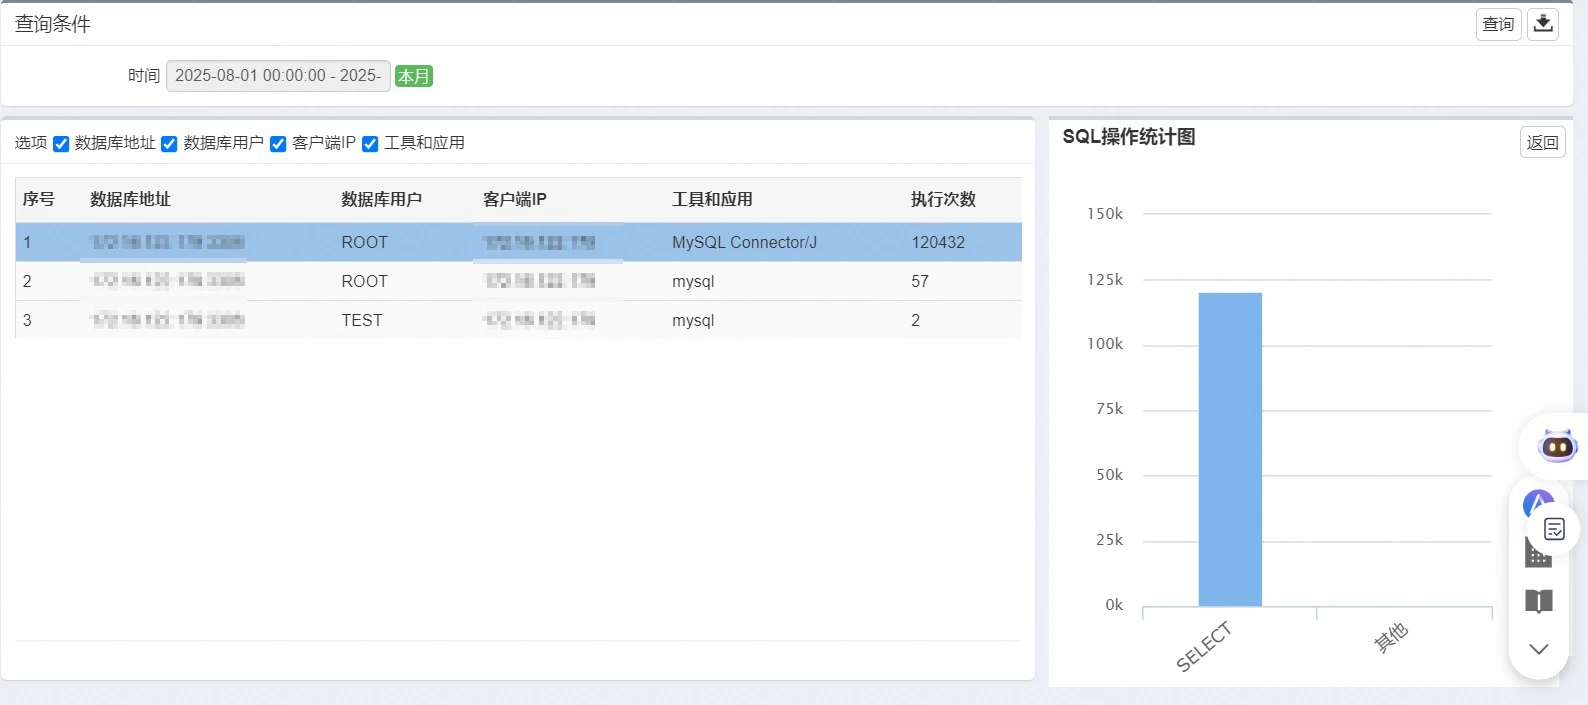 查询条件
查询
时间 2025-08-01 00:00:00 - 2025- 本月
选项 数据库地址 数据库用户 客户端IP 工具和应用
序号 数据库地址 数据库用户 客户端IP 工具和应用 执行次数
1 ROOT MySQL Connector/J 120432
2 ROOT mysql 57
3 TEST mysql 2
SQL操作统计图
返回
150k
125k
100k
75k
50k
25k
0k
SELECT
其他